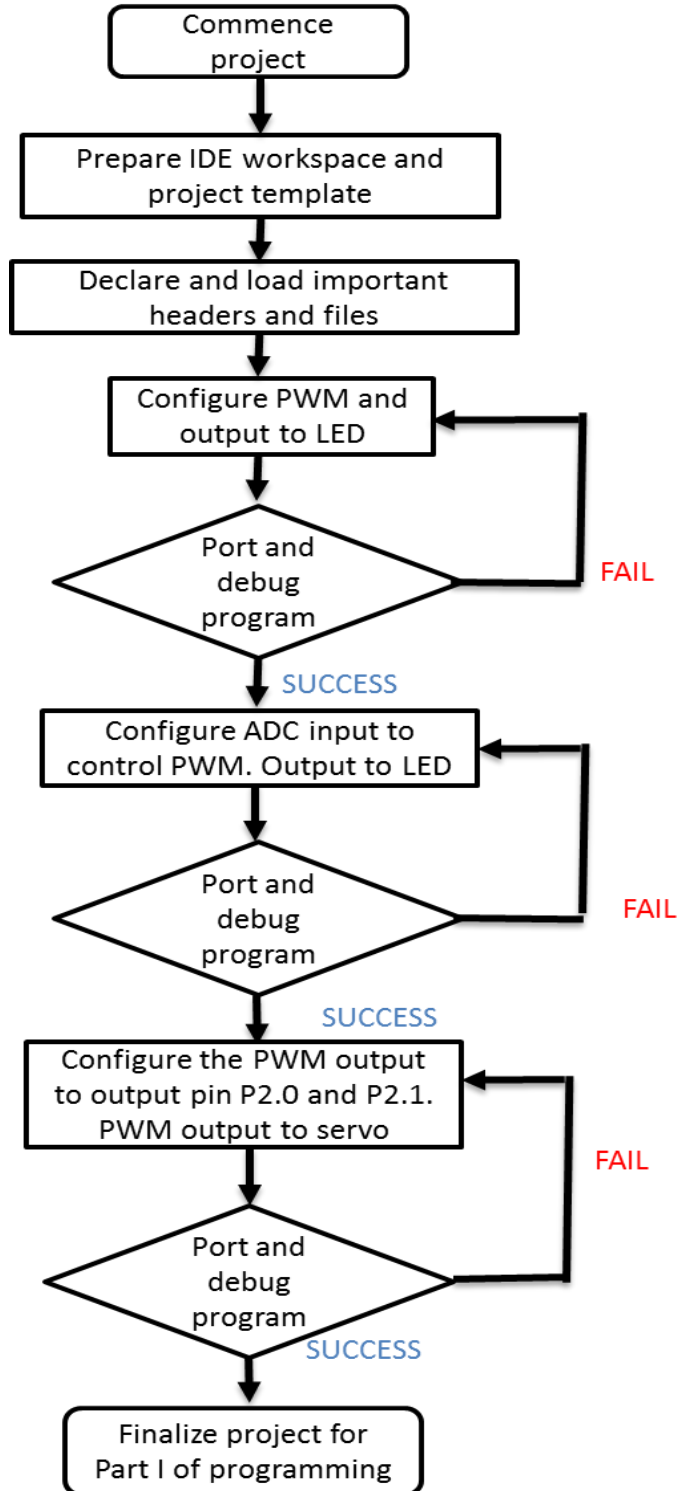 Commence
project
Prepare IDE workspace and
project template
Declare and load important
headers and files
Configure PWM and
output to LED
Port and
debug
program
FAIL
SUCCESS
Configure ADC input to
control PWM. Output to LED
Port and
debug
program
FAIL
SUCCESS
Configure the PWM output
to output pin P2.0 and P2.1.
PWM output to servo
FAIL
Port and
debug
program
SUCCESS
Finalize project for
Part I of programming